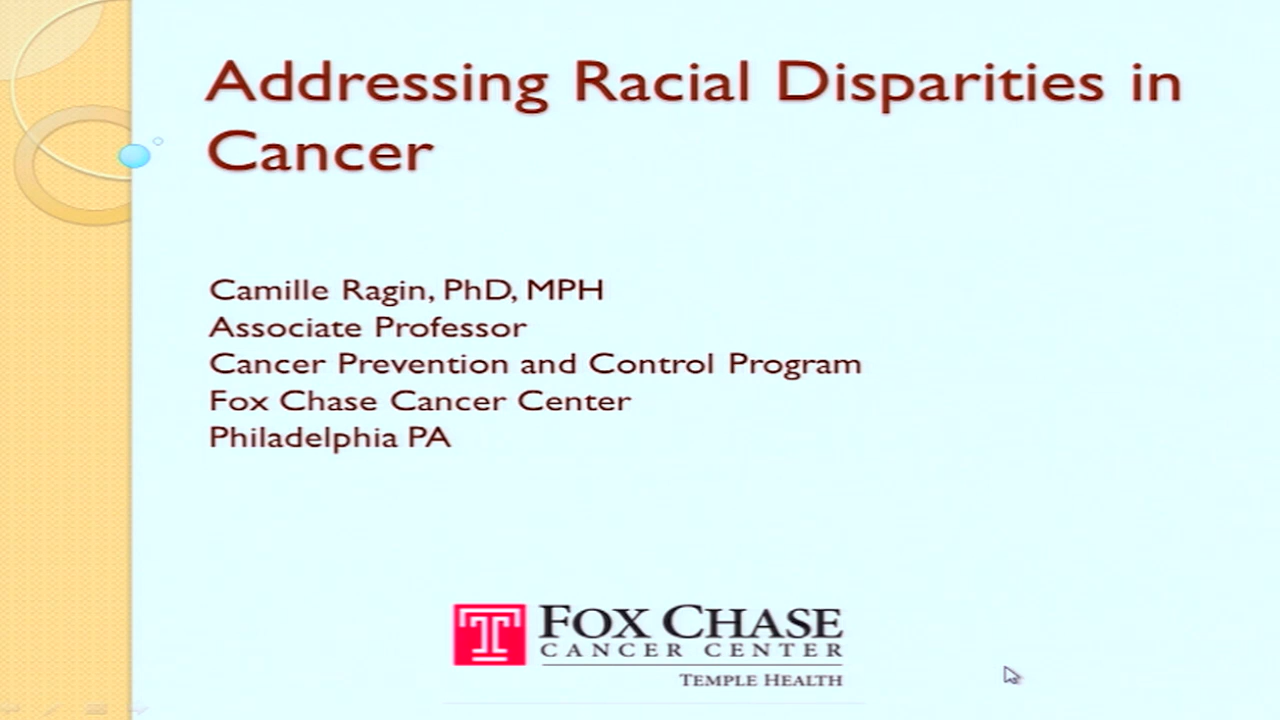 Addressing Racial Disparities in
Cancer
Camille Ragin, PhD, MPH
Associate Professor
Cancer Prevention and Control Program
Fox Chase Cancer Center
Philadelphia PA
FOX CHASE
CANCER CENTER
TEMPLE HEALTH